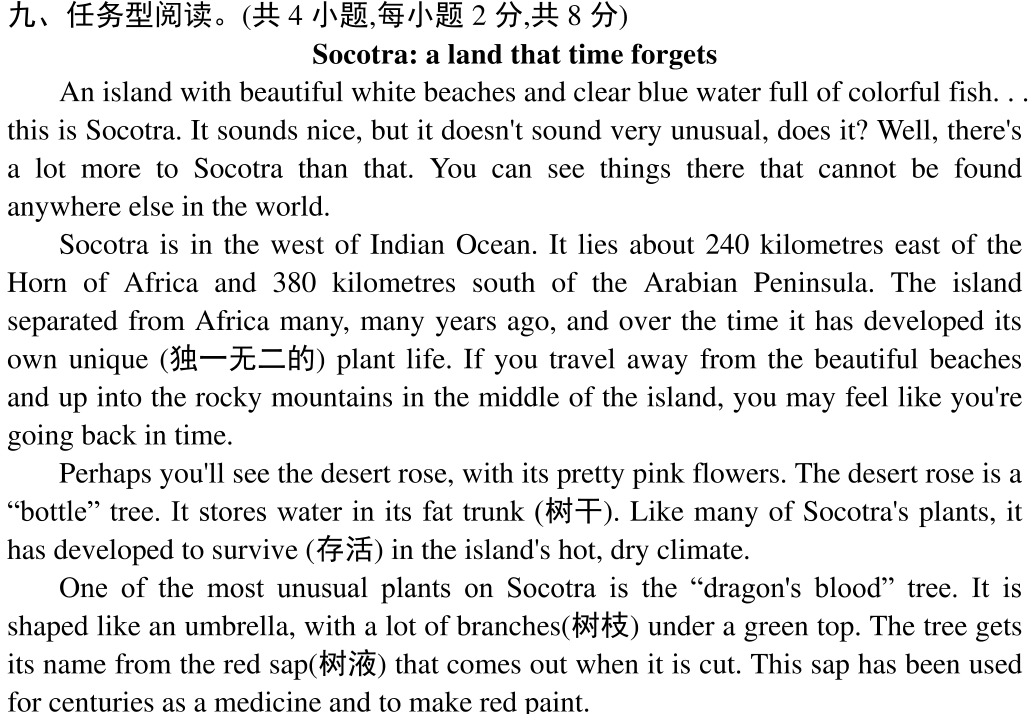 九、任务型阅读。(共 4 小题,每小题 2 分,共 8 分)
Socotra: a land that time forgets
An island with beautiful white beaches and clear blue water full of colorful fish. . .
this is Socotra. It sounds nice, but it doesn't sound very unusual, does it? Well, there's
a lot more to Socotra than that. You can see things there that cannot be found
anywhere else in the world.
Socotra is in the west of Indian Ocean. It lies about 240 kilometres east of the
Horn of Africa and 380 kilometres south of the Arabian Peninsula. The island
separated from Africa many, many years ago, and over the time it has developed its
own unique (独一无二的) plant life. If you travel away from the beautiful beaches
and up into the rocky mountains in the middle of the island, you may feel like you're
going back in time.
Perhaps you'll see the desert rose, with its pretty pink flowers. The desert rose is a
“bottle” tree. It stores water in its fat trunk (树干). Like many of Socotra's plants, it
has developed to survive (存活) in the island's hot, dry climate.
One of the most unusual plants on Socotra is the “dragon's blood” tree. It is
shaped like an umbrella, with a lot of branches(树枝) under a green top. The tree gets
its name from the red sap(树液) that comes out when it is cut. This sap has been used
for centuries as a medicine and to make red paint.